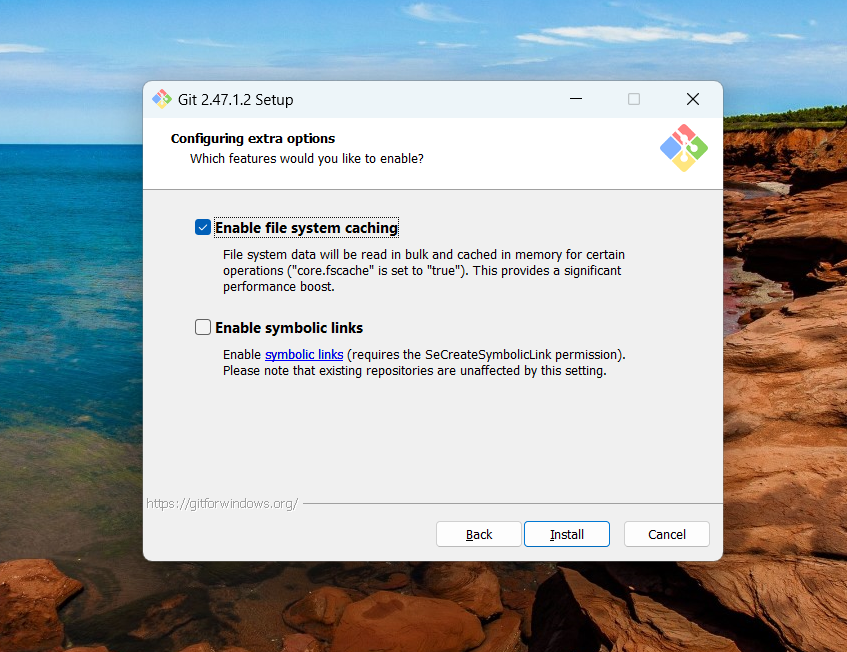 Git 2.47.1.2 Setup
Configuring extra options
Which features would you like to enable?
Enable file system caching
File system data will be read in bulk and cached in memory for certain
operations ("core.fscache" is set to "true"). This provides a significant
performance boost.
Enable symbolic links
Enable symbolic links (requires the SeCreateSymbolicLink permission).
Please note that existing repositories are unaffected by this setting.
https://gitforwindows.org/
Back Install Cancel